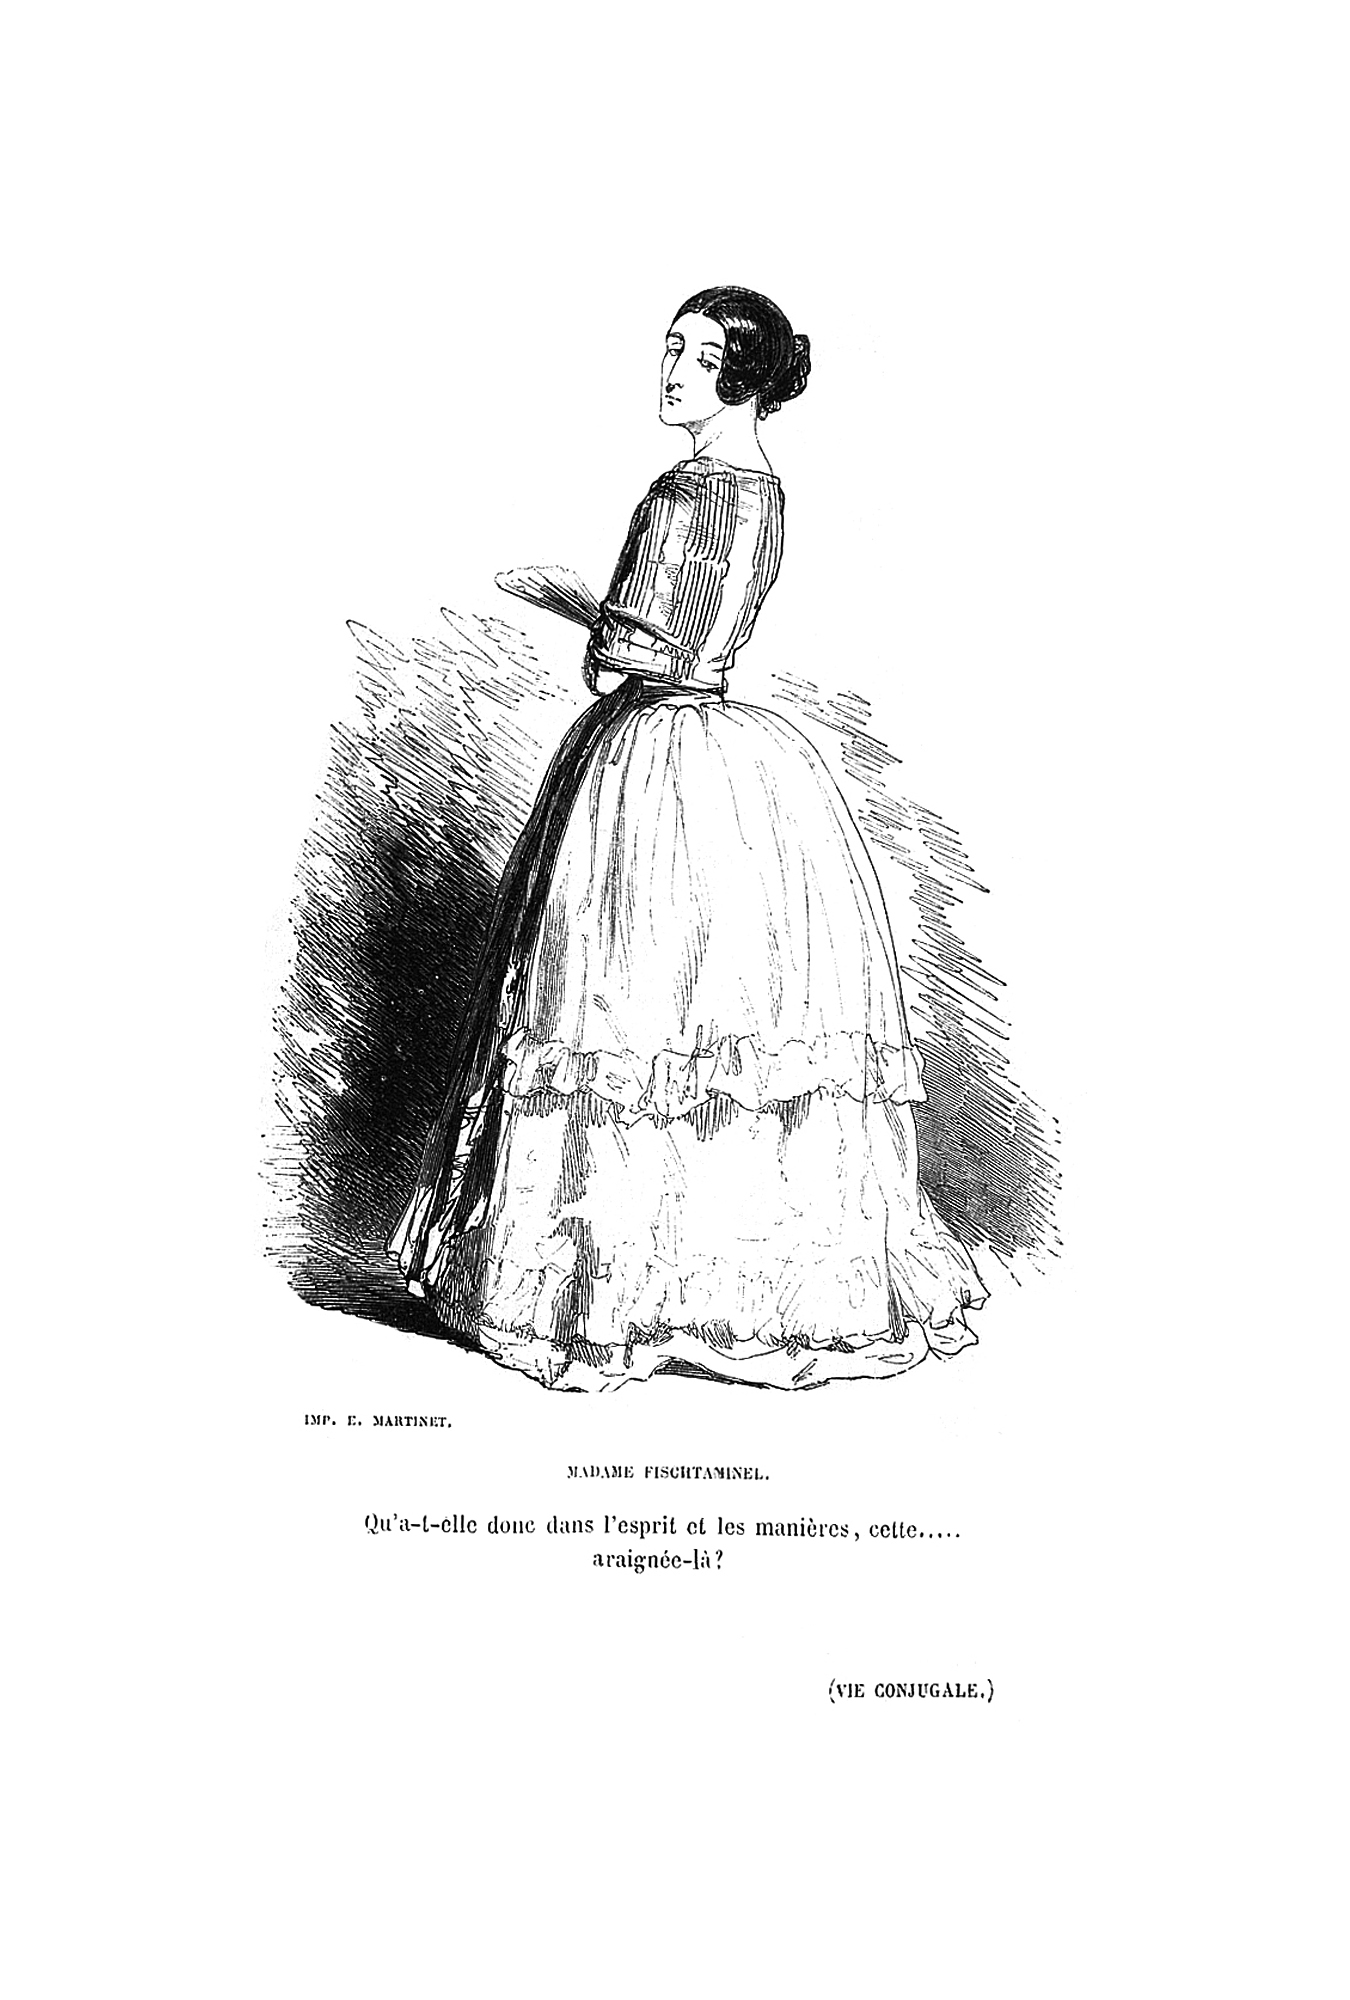 IMP. E. MARTINET.
MADAME FISCHTAMINEL.
Qu'a-t-elle donc dans l'esprit et les manières, cette.....
araignée-là?
(VIE CONJUGALE.)